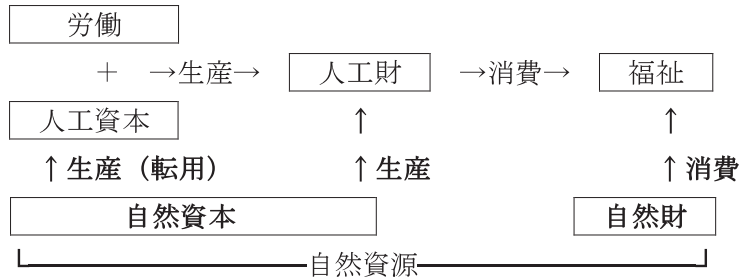 労働
＋ →生産→ 人工財 →消費→ 福祉
人工資本 ↑ ↑
↑生産（転用） ↑生産 ↑消費
自然資本 自然財
自然資源